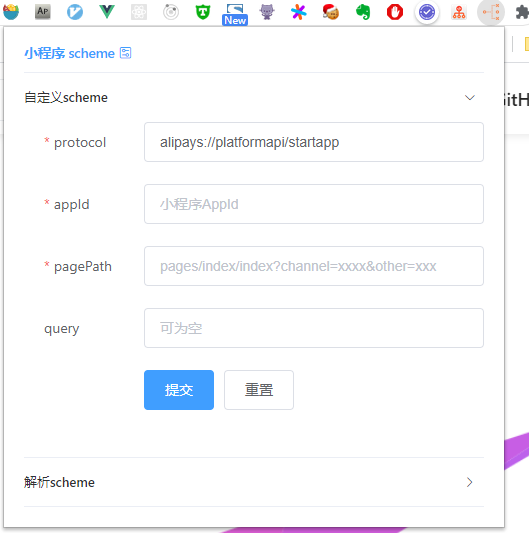 AP
New
小程序 scheme
自定义scheme
* protocol
alipays://platformapi/startapp
* appId
小程序AppId
* pagePath
pages/index/index?channel=xxxx&other=xxx
query
可为空
提交
重置
解析scheme
GitH